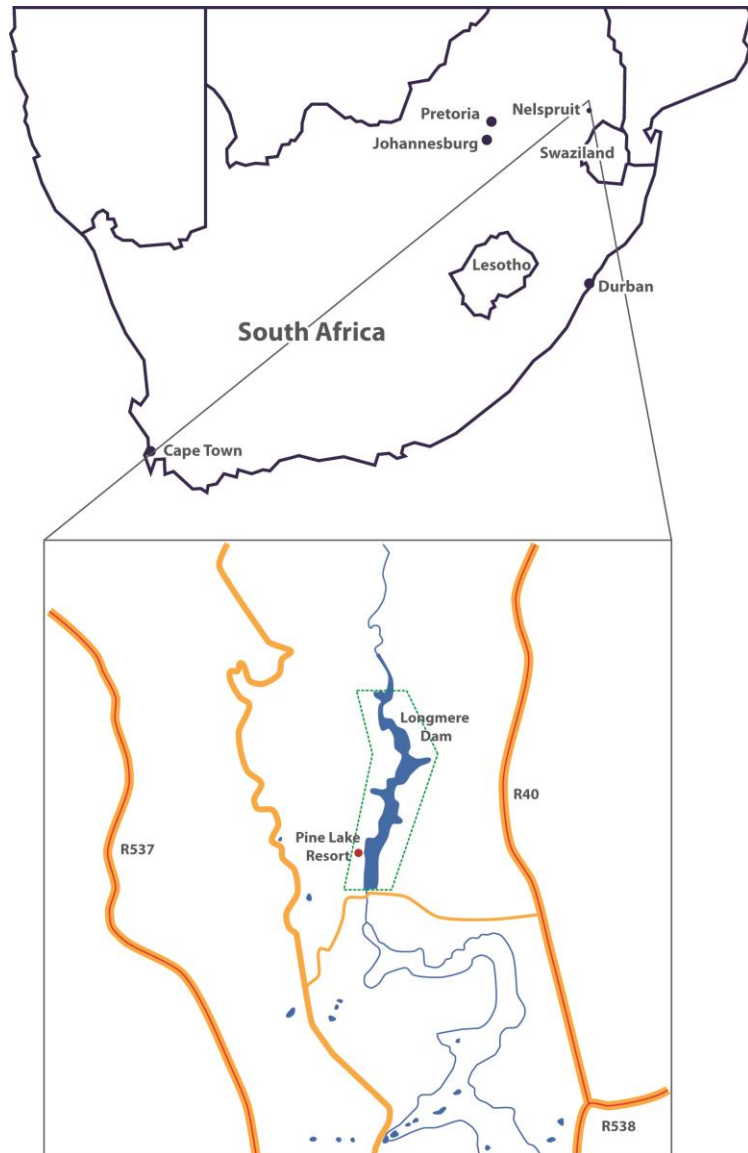 Pretoria
Nelspruit
Johannesburg
Swaziland
Lesotho
Durban
South Africa
Cape Town
Longmere
Dam
R40
R537
Pine Lake
Resort
R538